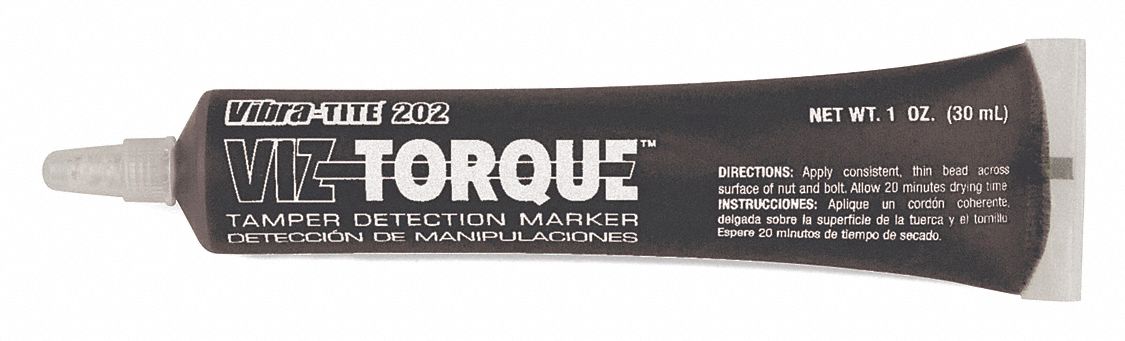 Vibra-TITE 202
VIZ-TORQUE™
TAMPER DETECTION MARKER
DETECCIÓN DE MANIPULACIONES
NET WT. 1 OZ. (30 mL)
DIRECTIONS: Apply consistent, thin bead across
surface of nut and bolt. Allow 20 minutes drying time.
INSTRUCCIONES: Aplique un cordón coherente,
delgada sobre la superficie de la tuerca y el tornillo
Espere 20 minutos de tiempo de secado.